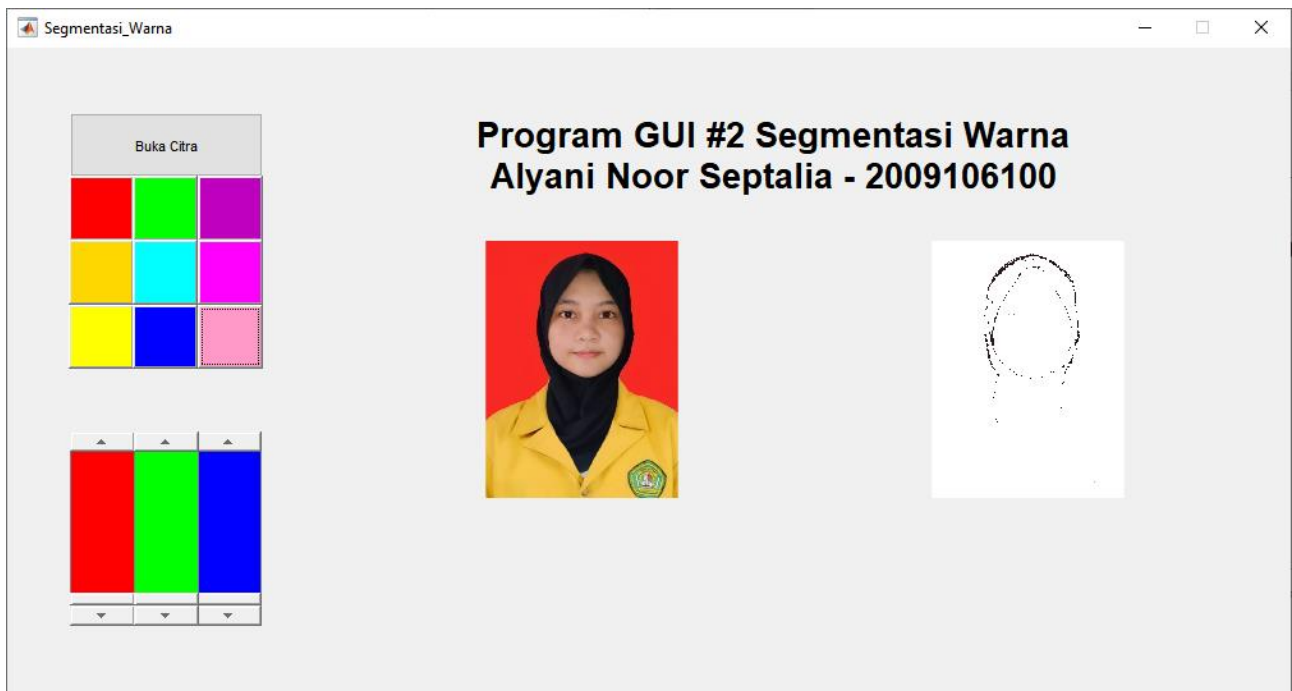 Segmentasi_Warna
Buka Citra
Program GUI #2 Segmentasi Warna
Alyani Noor Septalia - 2009106100